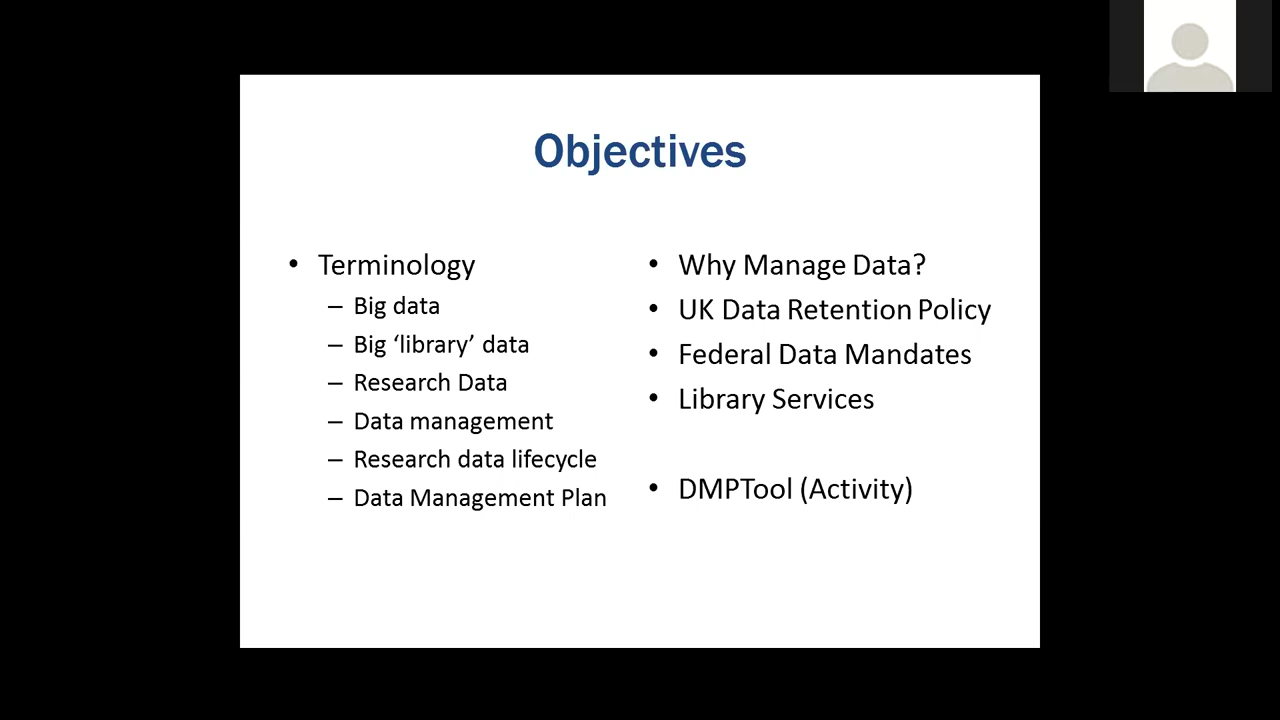 Objectives
• Terminology
– Big data
– Big ‘library’ data
– Research Data
– Data management
– Research data lifecycle
– Data Management Plan
• Why Manage Data?
• UK Data Retention Policy
• Federal Data Mandates
• Library Services
• DMPTool (Activity)